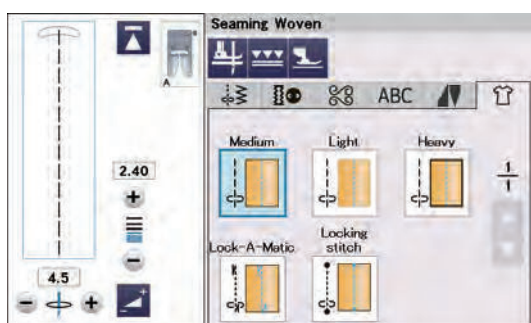 Seaming Woven
A
ABC
Medium
Light
Heavy
1
1
2.40
Lock-A-Matic
Locking
stitch
4.5